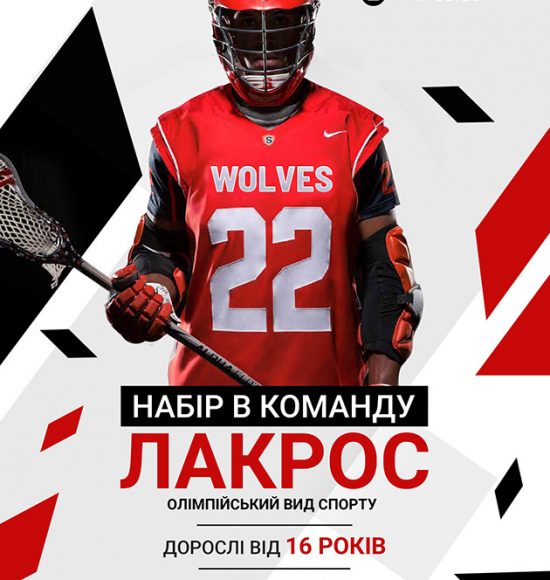 WOLVES
22
НАБІР В КОМАНДУ
ЛАКРОС
ОЛІМПІЙСЬКИЙ ВИД СПОРТУ
ДОРОСЛІ ВІД 16 РОКІВ